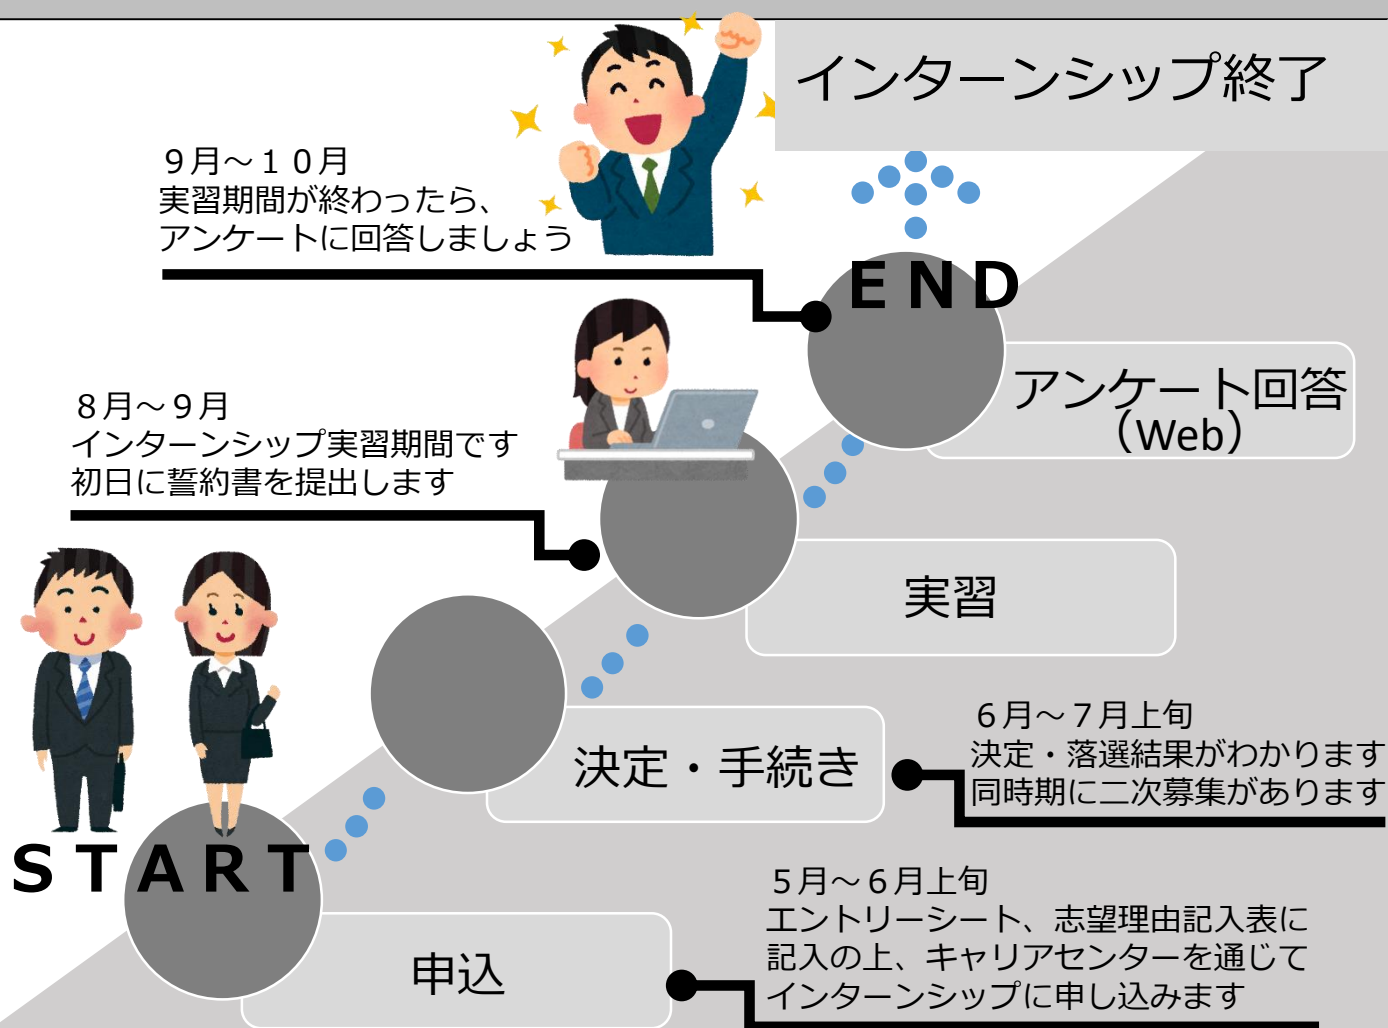 インターンシップ終了
９月～１０月
実習期間が終わったら、
アンケートに回答しましょう
ＥＮＤ
アンケート回答
（Web）
８月～９月
インターンシップ実習期間です
初日に誓約書を提出します
実習
６月～７月上旬
決定・落選結果がわかります
同時期に二次募集があります
決定・手続き
ＳＴＡＲＴ
５月～６月上旬
エントリーシート、志望理由記入表に
記入の上、キャリアセンターを通じて
インターンシップに申し込みます
申込